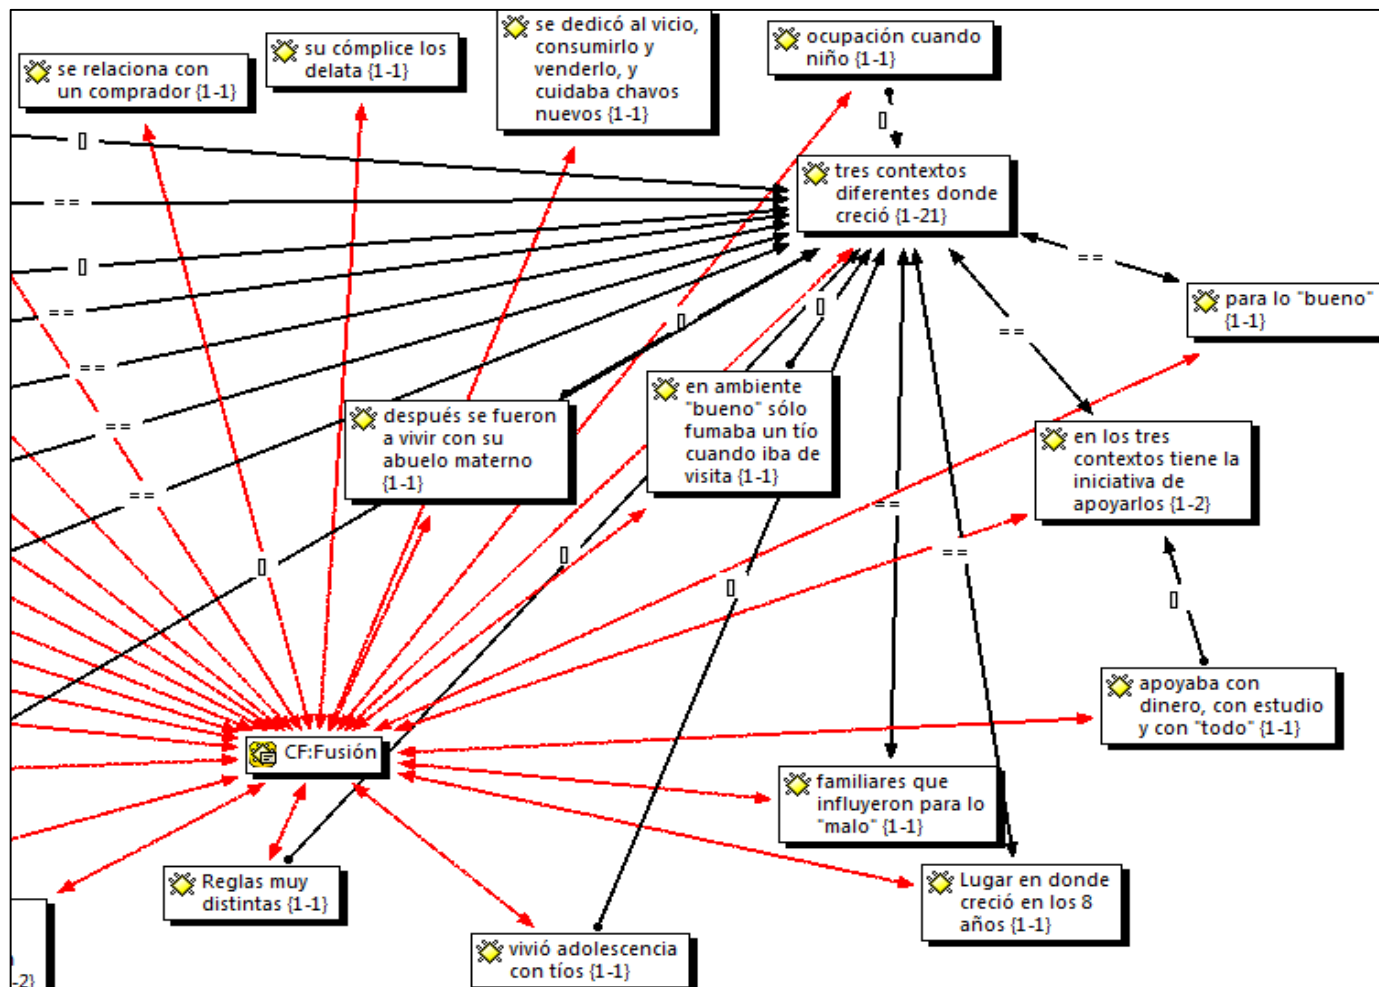 se relaciona con
un comprador {1-1}
su cómplice los
delata {1-1}
se dedicó al vicio,
consumirlo y
venderlo, y
cuidaba chavos
nuevos {1-1}
ocupación cuando
niño {1-1}
[]
[]
tres contextos
diferentes donde
creció {1-21}
==
[]
==
==
==
==
[]
==
==
para lo "bueno"
{1-1}
[]
[]
después se fueron
a vivir con su
abuelo materno
{1-1}
en ambiente
"bueno" sólo
fumaba un tío
cuando iba de
visita {1-1}
en los tres
contextos tiene la
iniciativa de
apoyarlos {1-2}
==
==
[]
[]
[]
apoyaba con
dinero, con estudio
y con "todo" {1-1}
CF:Fusión
familiares que
influyeron para lo
"malo" {1-1}
Reglas muy
distintas {1-1}
Lugar en donde
creció en los 8
años {1-1}
vivió adolescencia
con tíos {1-1}
-2}